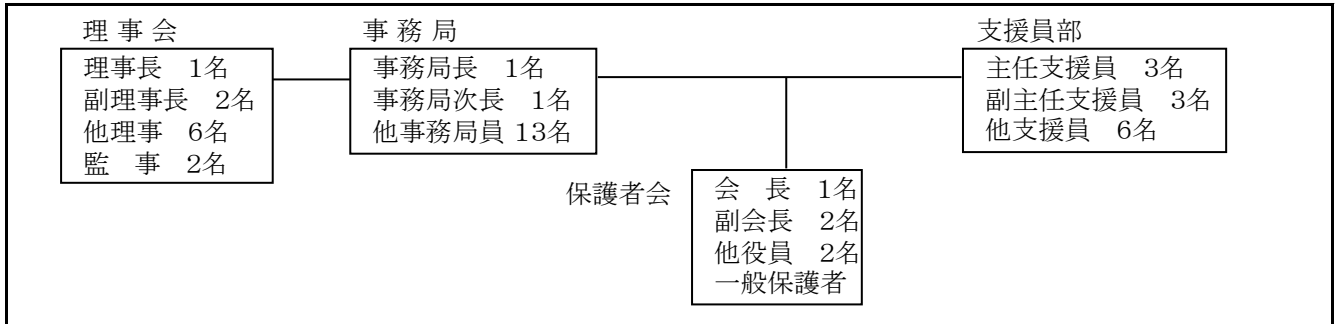 理 事 会
理事長　1名
副理事長　2名
他理事　6名
監　事　2名
事 務 局
事務局長　1名
事務局次長　1名
他事務局員 13名
支援員部
主任支援員　3名
副主任支援員　3名
他支援員　6名
保護者会
会　長　1名
副会長　2名
他役員　2名
一般保護者